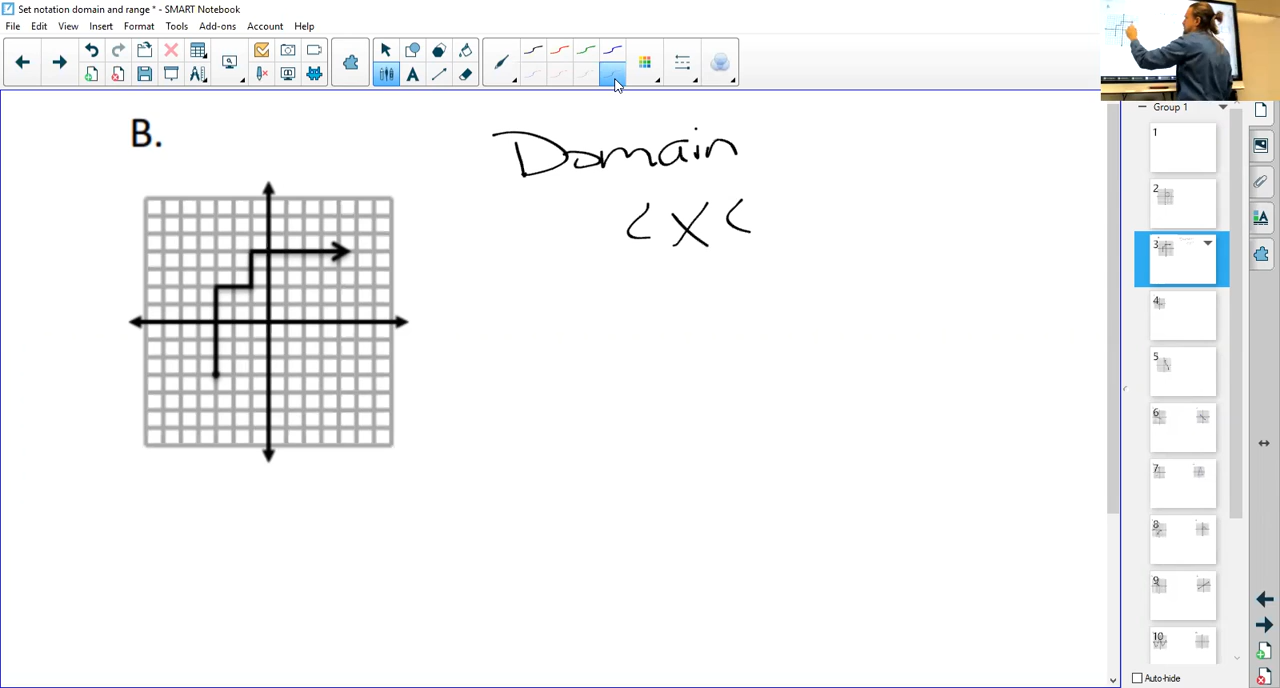 Set notation domain and range * - SMART Notebook
File Edit View Insert Format Tools Add-ons Account Help
B.
Domain
< X <
Group 1
1
2
3
4
5
6
7
8
9
10
Auto-hide